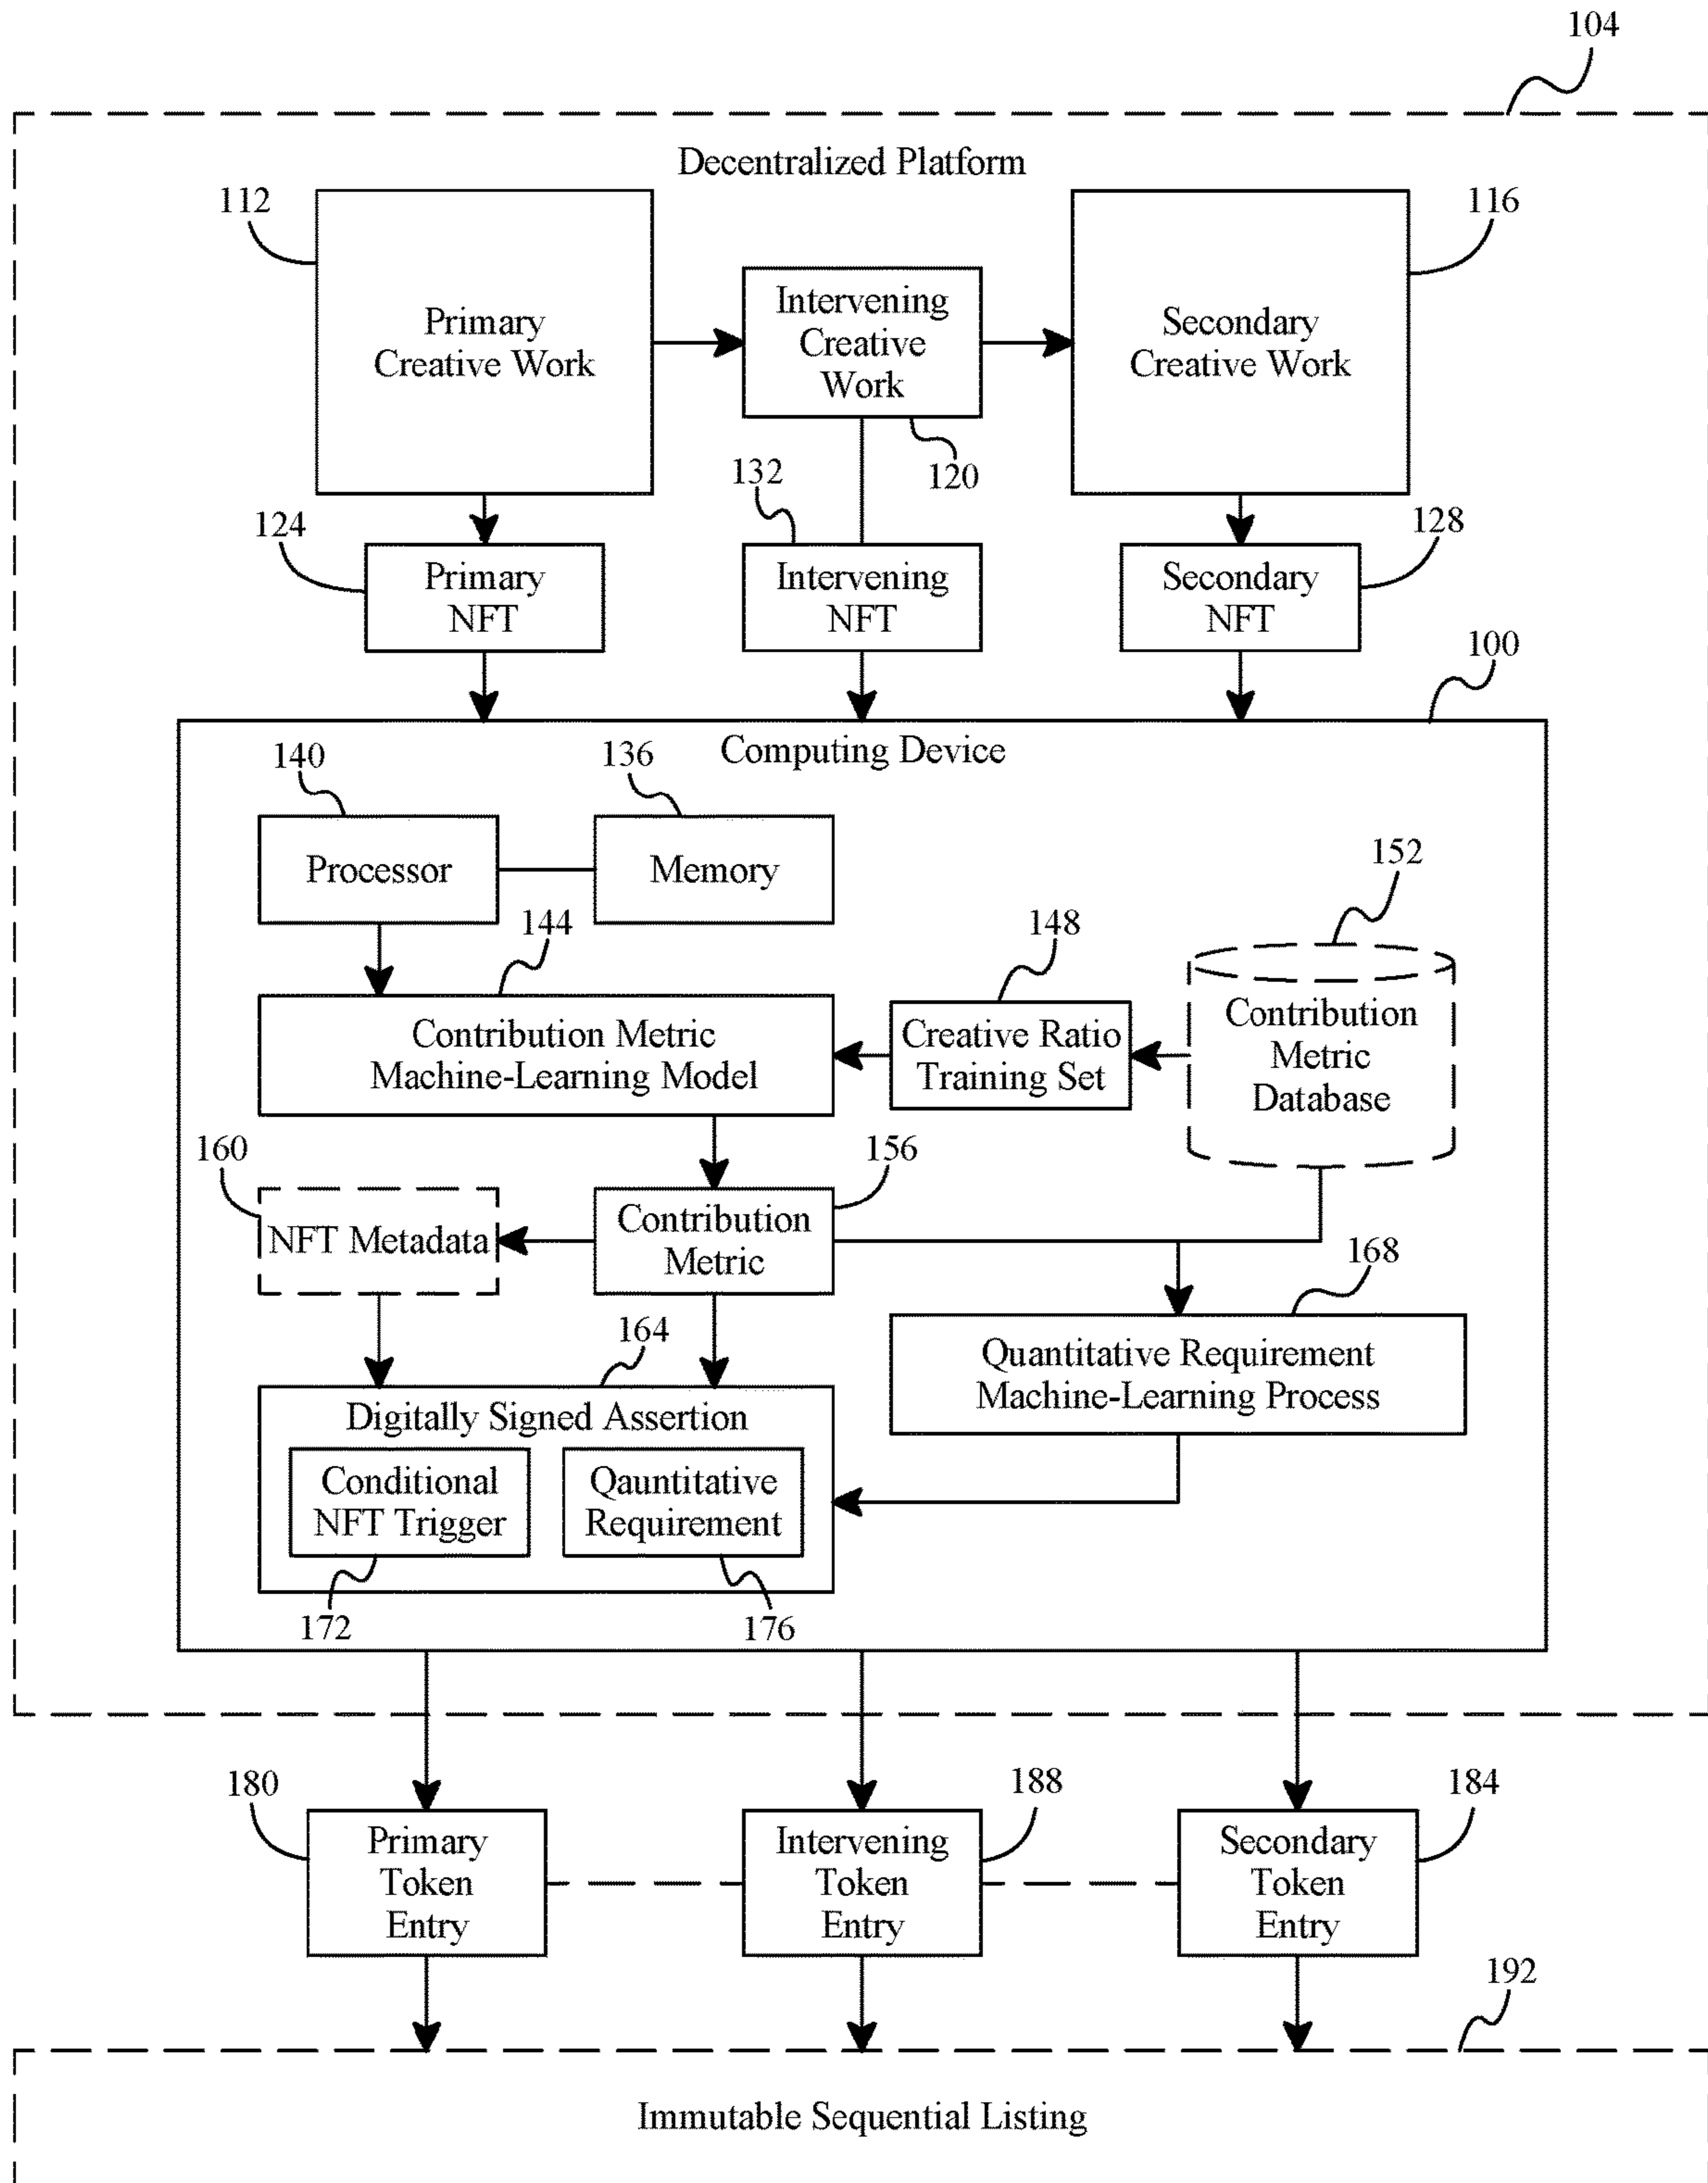 104
Decentralized Platform
112
116
Primary
Creative Work
Intervening
Creative
Work
Secondary
Creative Work
120
132
124
128
Primary
NFT
Intervening
NFT
Secondary
NFT
100
Computing Device
140
136
Processor
Memory
152
144
148
Contribution Metric
Machine-Learning Model
Creative Ratio
Training Set
Contribution
Metric
Database
160
156
NFT Metadata
Contribution
Metric
168
164
Quantitative Requirement
Machine-Learning Process
Digitally Signed Assertion
Conditional
NFT Trigger
Qauntitative
Requirement
172
176
180
188
184
Primary
Token
Entry
Intervening
Token
Entry
Secondary
Token
Entry
192
Immutable Sequential Listing